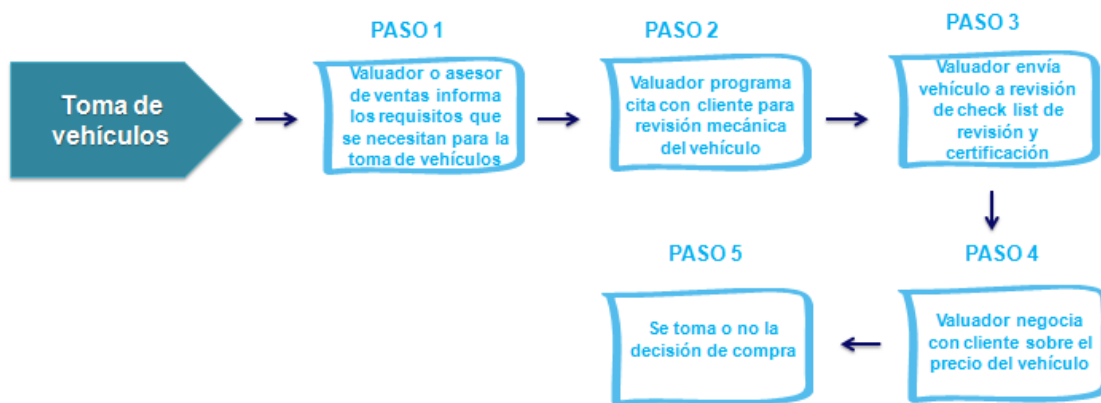 Toma de
vehículos
PASO 1
Valuador o asesor
de ventas informa
los requisitos que
se necesitan para la
toma de vehículos
PASO 2
Valuador programa
cita con cliente para
revisión mecánica
del vehículo
PASO 3
Valuador envía
vehículo a revisión
de check list de
revisión y
certificación
PASO 4
Valuador negocia
con cliente sobre el
precio del vehículo
PASO 5
Se toma o no la
decisión de compra